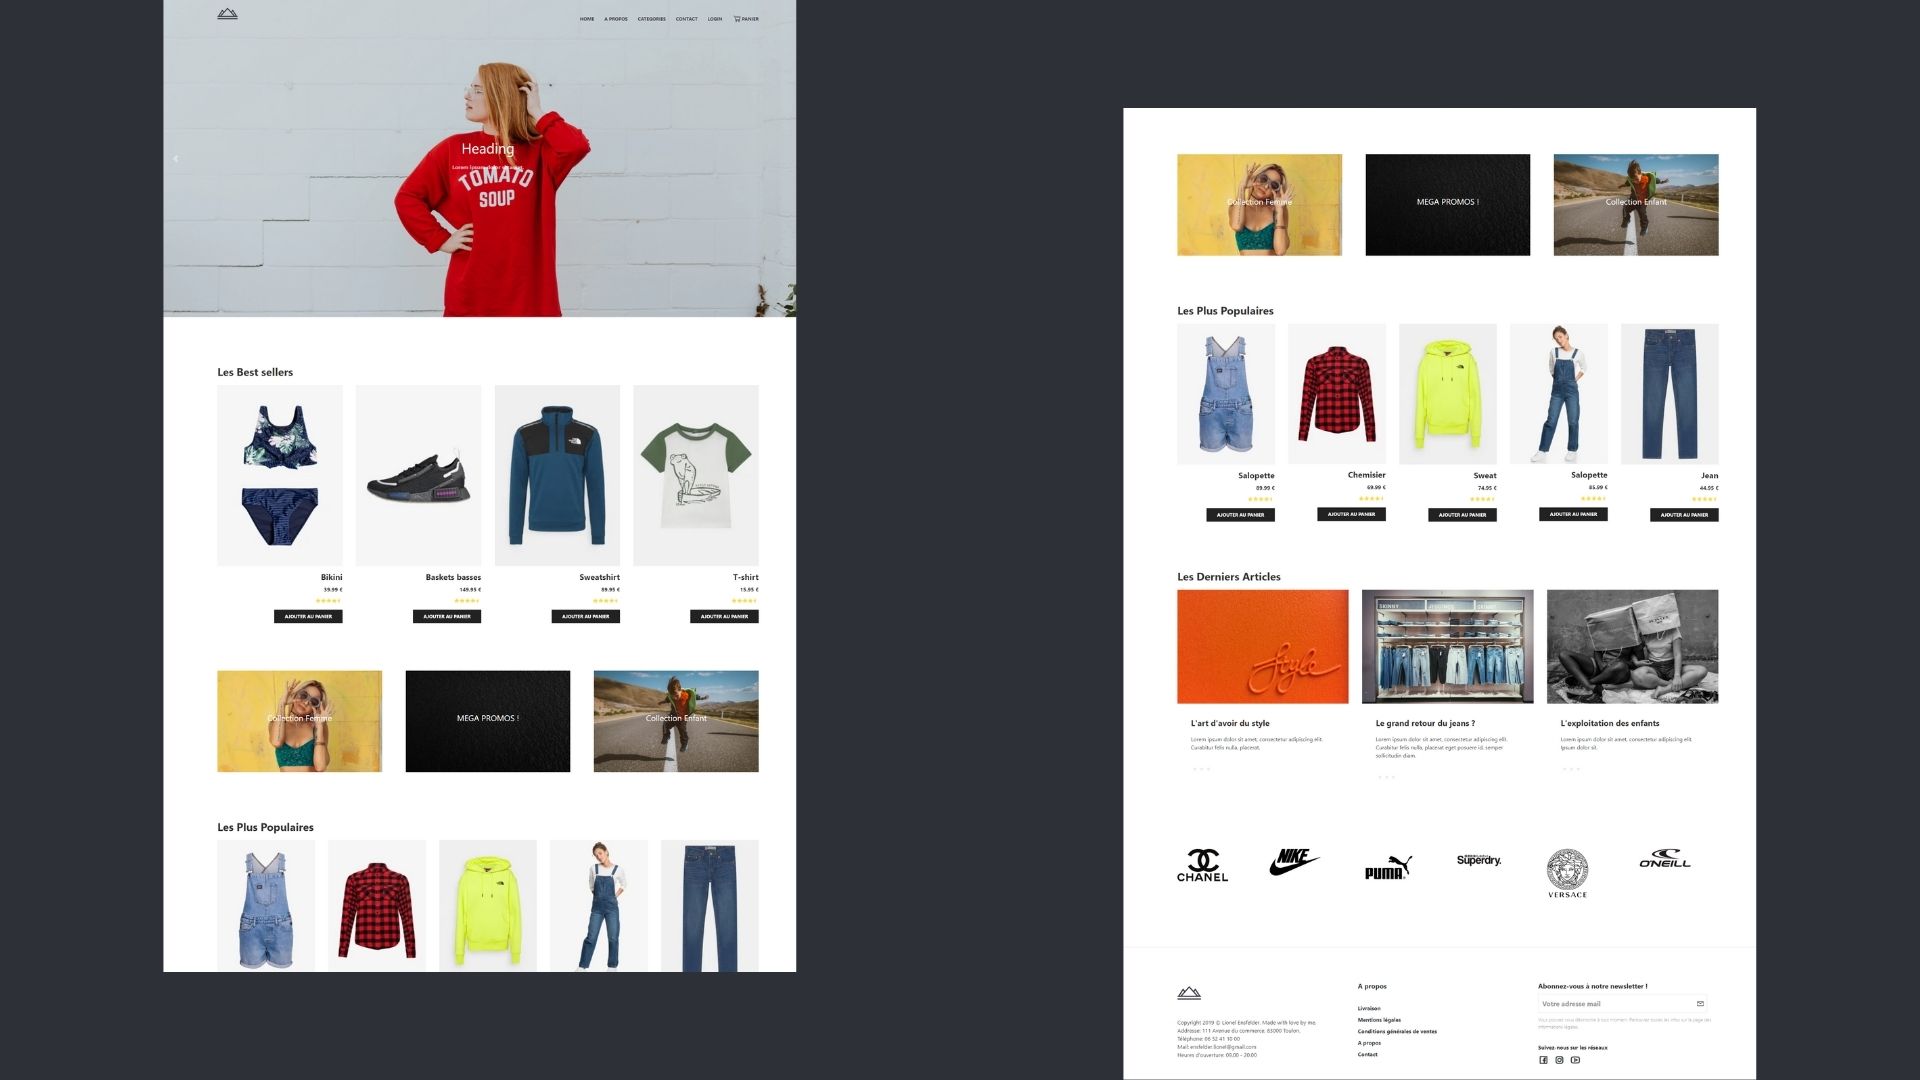 HOME A PROPOS CATEGORIES CONTACT LOGIN PANIER
Heading
TOMATO
SOUP
Les Best sellers
Bikini
39.99 €
AJOUTER AU PANIER
Baskets basses
149.95 €
AJOUTER AU PANIER
Sweatshirt
89.95 €
AJOUTER AU PANIER
T-shirt
15.95 €
AJOUTER AU PANIER
Collection Femme
MEGA PROMOS !
Collection Enfant
Les Plus Populaires
Collection Femme
MEGA PROMOS !
Collection Enfant
Les Plus Populaires
Salopette
89.99 €
AJOUTER AU PANIER
Chemisier
69.99 €
AJOUTER AU PANIER
Sweat
74.95 €
AJOUTER AU PANIER
Salopette
85.99 €
AJOUTER AU PANIER
Jean
44.95 €
AJOUTER AU PANIER
Les Derniers Articles
Style
SKINNY
L'art d'avoir du style
Lorem ipsum dolor sit amet, consectetur adipiscing elit.
Curabitur felis nulla, placerat.
Le grand retour du jeans ?
Lorem ipsum dolor sit amet, consectetur adipiscing elit.
Curabitur felis nulla, placerat eget posuere id, semper
sollicitudin diam.
L'exploitation des enfants
Lorem ipsum dolor sit amet, consectetur adipiscing elit
Ipsum dolor sit.
CHANEL
NIKE
PUMA
Superdry.
VERSACE
O'NEILL
Copyright 2019 © Lionel Ensfelder. Made with love by me.
Addresse: 111 Avenue du commerce, 83000 Toulon.
Téléphone: 06 52 41 10 00
Mail: ensfelder.lionel@gmail.com
Heures d'ouverture: 09.00 - 20:00
A propos
Livraison
Mentions légales
Conditions générales de ventes
A propos
Contact
Abonnez-vous à notre newsletter !
Votre adresse mail
Suivez-nous sur les réseaux